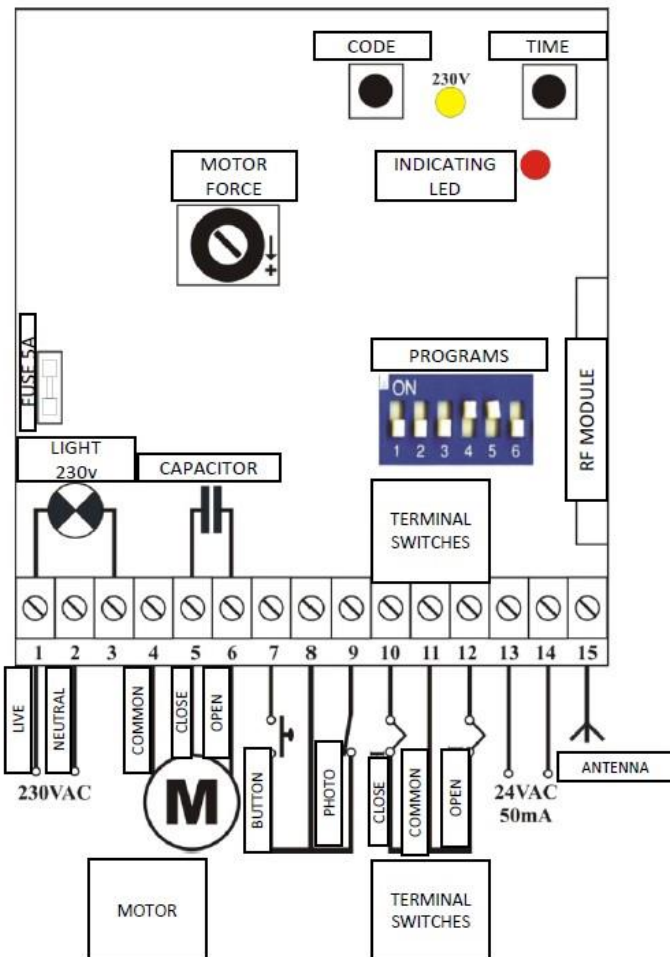 CODE
TIME
230V
MOTOR
FORCE
INDICATING
LED
+
FUSE 5A
PROGRAMS
ON
1 2 3 4 5 6
RF MODULE
LIGHT
230v
CAPACITOR
TERMINAL
SWITCHES
1 2 3 4 5 6 7 8 9 10 11 12 13 14 15
LIVE
NEUTRAL
COMMON
CLOSE
OPEN
230VAC
M
BUTTON
PHOTO
CLOSE
COMMON
OPEN
24VAC
50mA
ANTENNA
MOTOR
TERMINAL
SWITCHES